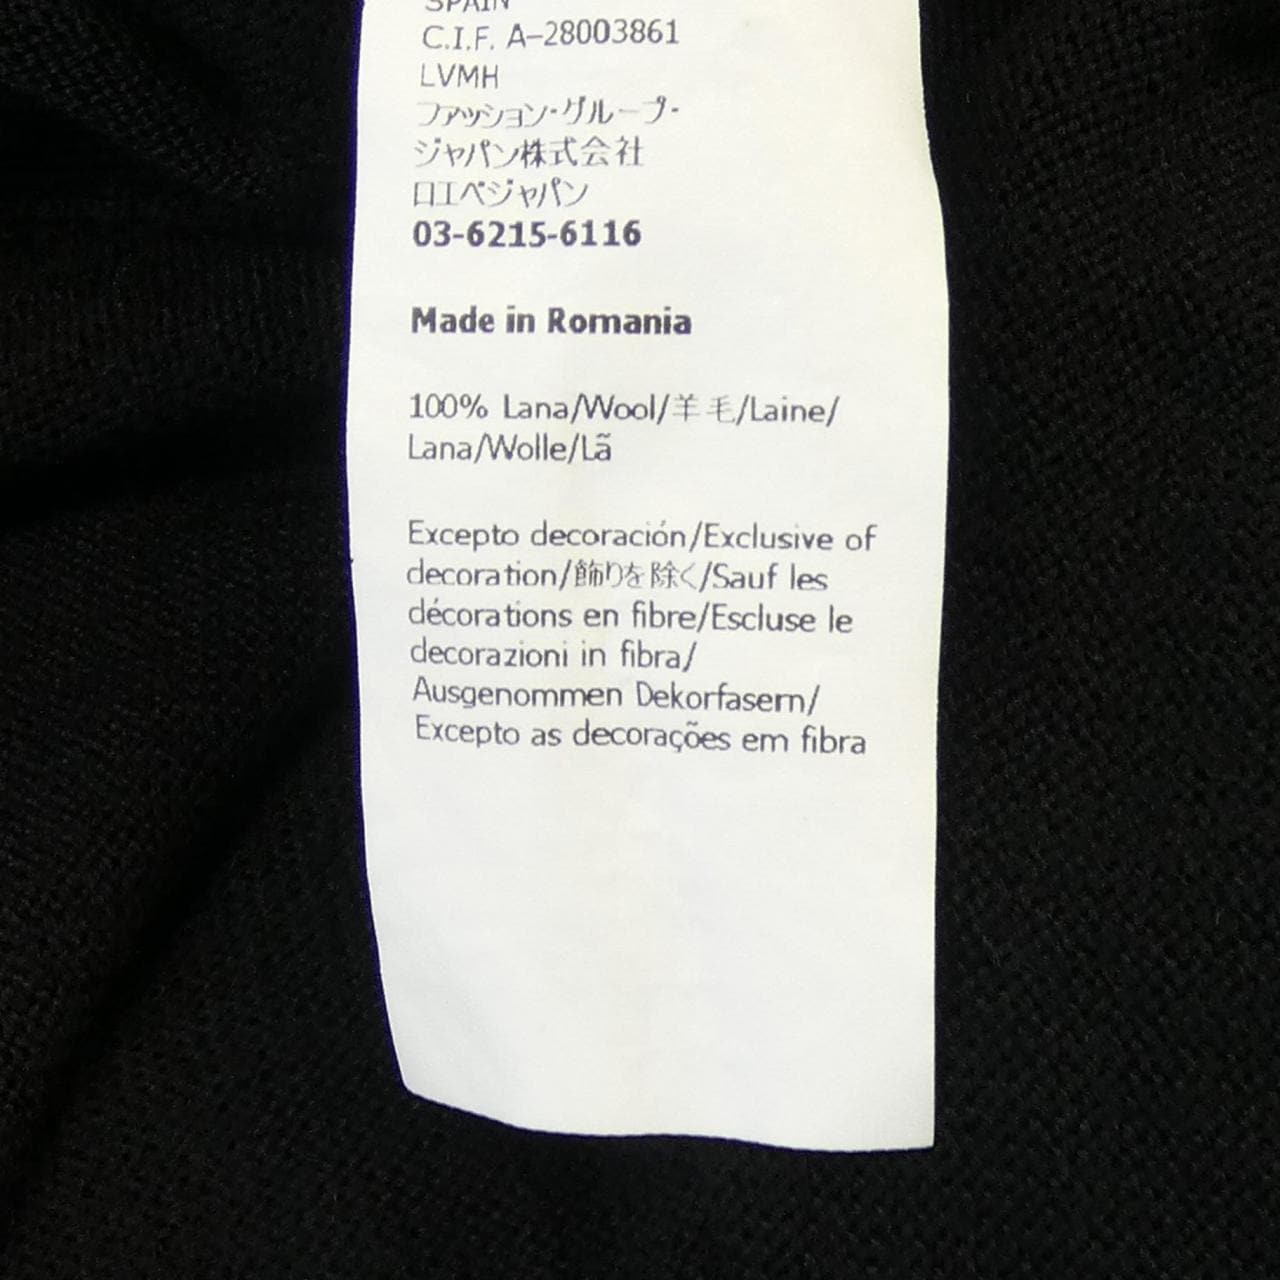 SPAIN
C.I.F. A-28003861
LVMH
ファッション・グループ・
ジャパン株式会社
ロエベジャパン
03-6215-6116
Made in Romania
100% Lana/Wool/羊毛/Laine/
Lana/Wolle/Lã
Excepto decoración/Exclusive of
decoration/飾りを除く/Sauf les
décorations en fibre/Escluse le
decorazioni in fibra/
Ausgenommen Dekorfasern/
Excepto as decorações em fibra